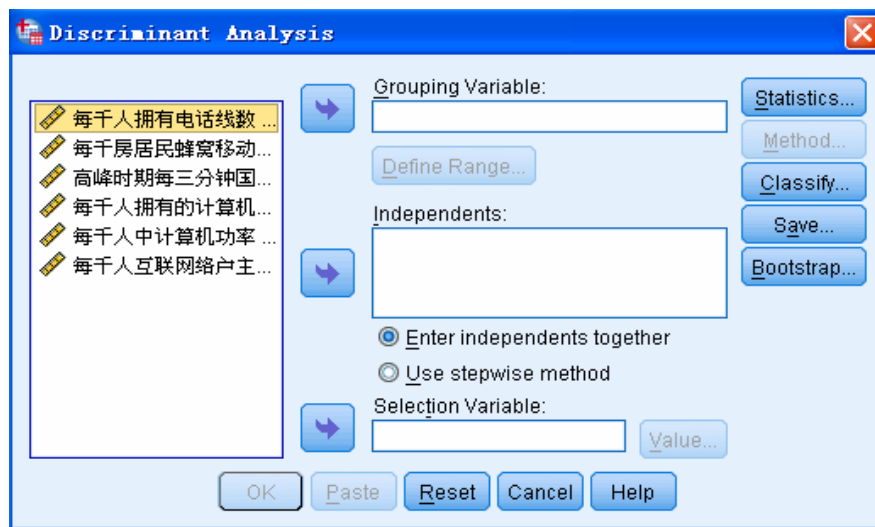 Discriminant Analysis
每千人拥有电话线数 ...
每千房居民蜂窝移动...
高峰时期每三分钟国...
每千人拥有的计算机...
每千人中计算机功率 ...
每千人互联网络户主...
Grouping Variable:
Define Range...
Independents:
Enter independents together
Use stepwise method
Selection Variable:
Value...
Statistics...
Method...
Classify...
Save...
Bootstrap...
OK
Paste
Reset
Cancel
Help